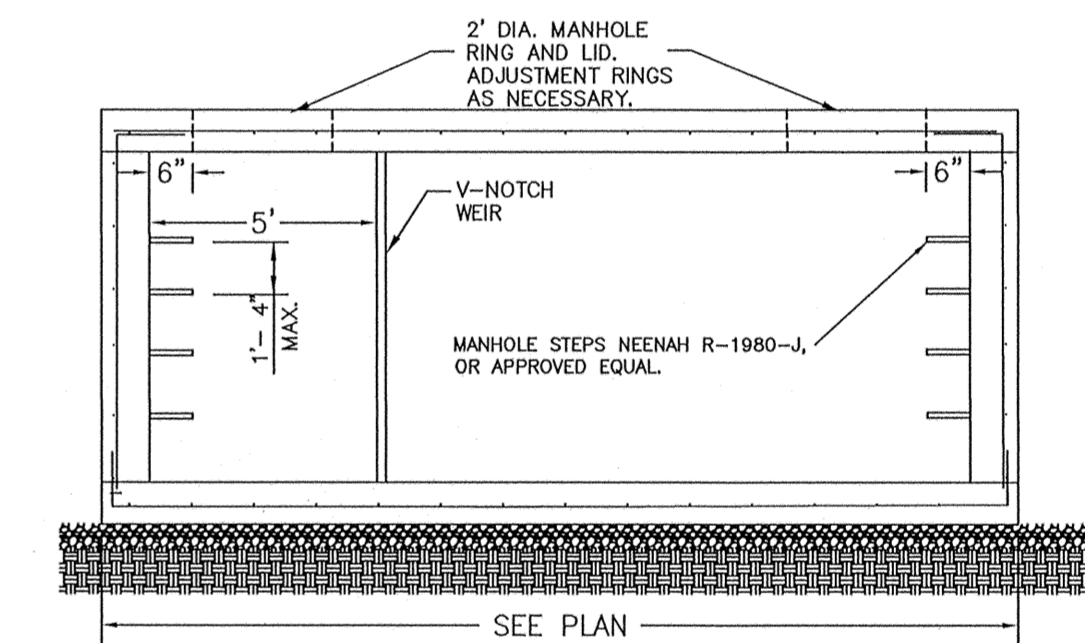 2' DIA. MANHOLE
RING AND LID.
ADJUSTMENT RINGS
AS NECESSARY.
6"
6"
V-NOTCH
WEIR
5'
1'- 4"
MAX.
MANHOLE STEPS NEENAH R-1980-J,
OR APPROVED EQUAL.
SEE PLAN